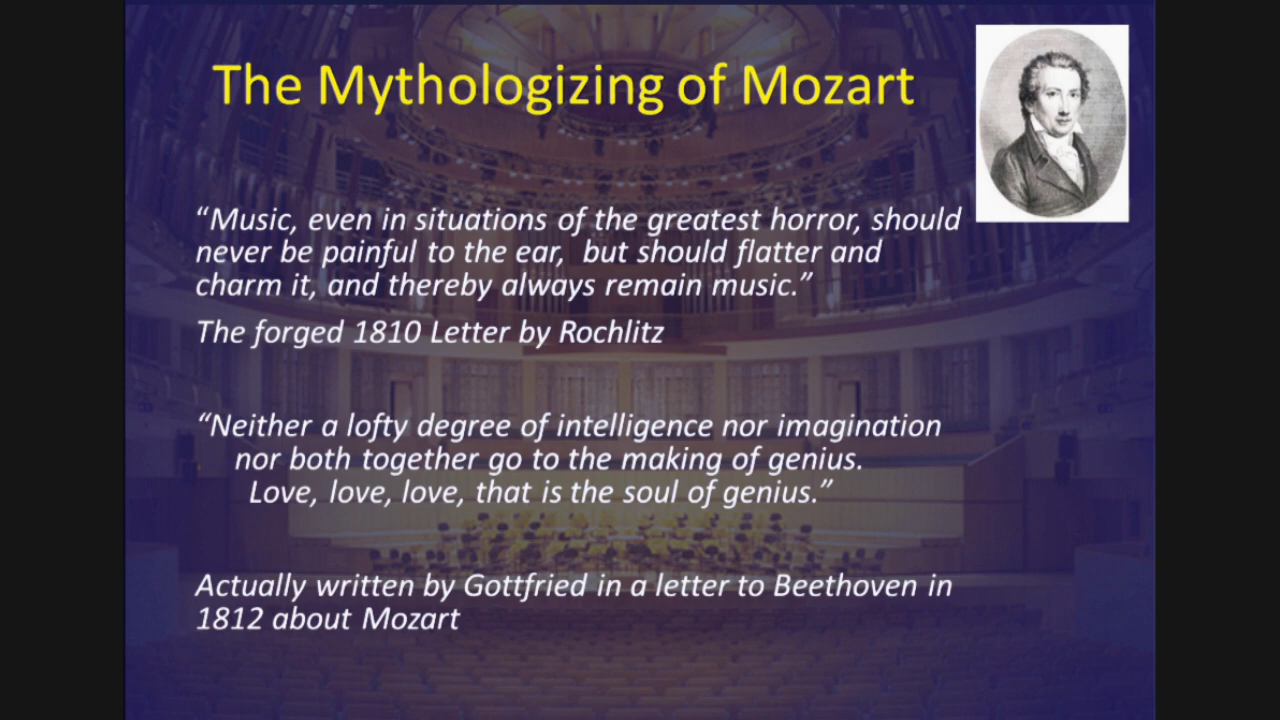 The Mythologizing of Mozart
“Music, even in situations of the greatest horror, should
never be painful to the ear, but should flatter and
charm it, and thereby always remain music.”
The forged 1810 Letter by Rochlitz
“Neither a lofty degree of intelligence nor imagination
nor both together go to the making of genius.
Love, love, love, that is the soul of genius.”
Actually written by Gottfried in a letter to Beethoven in
1812 about Mozart